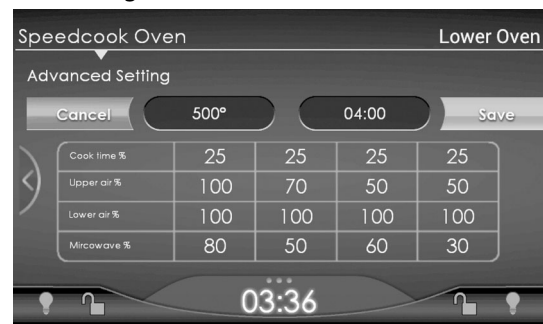 Speedcook Oven Lower Oven
Advanced Setting
Cancel 500° 04:00 Save
Cook time % 25 25 25 25
Upper air % 100 70 50 50
Lower air % 100 100 100 100
Mircowave % 80 50 60 30
03:36